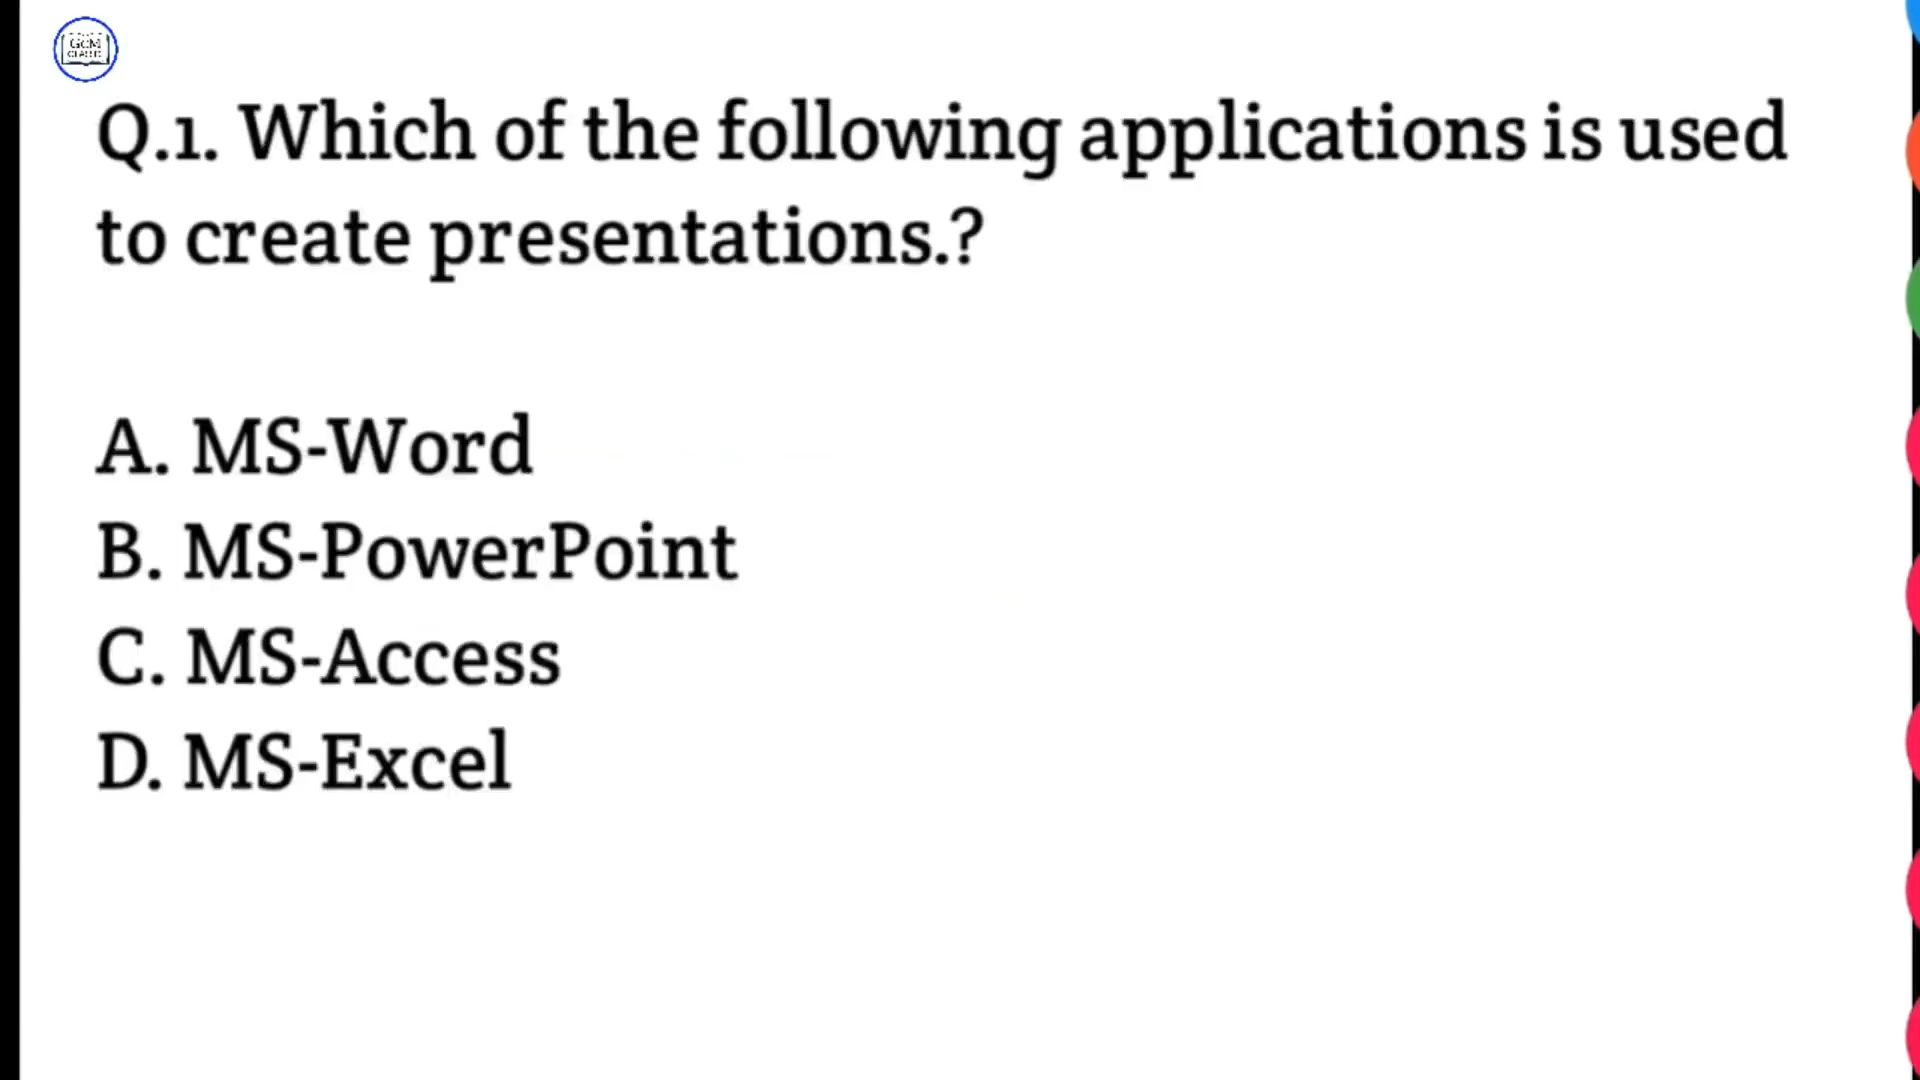 GCM
Q.1. Which of the following applications is used
to create presentations.?
A. MS-Word
B. MS-PowerPoint
C. MS-Access
D. MS-Excel